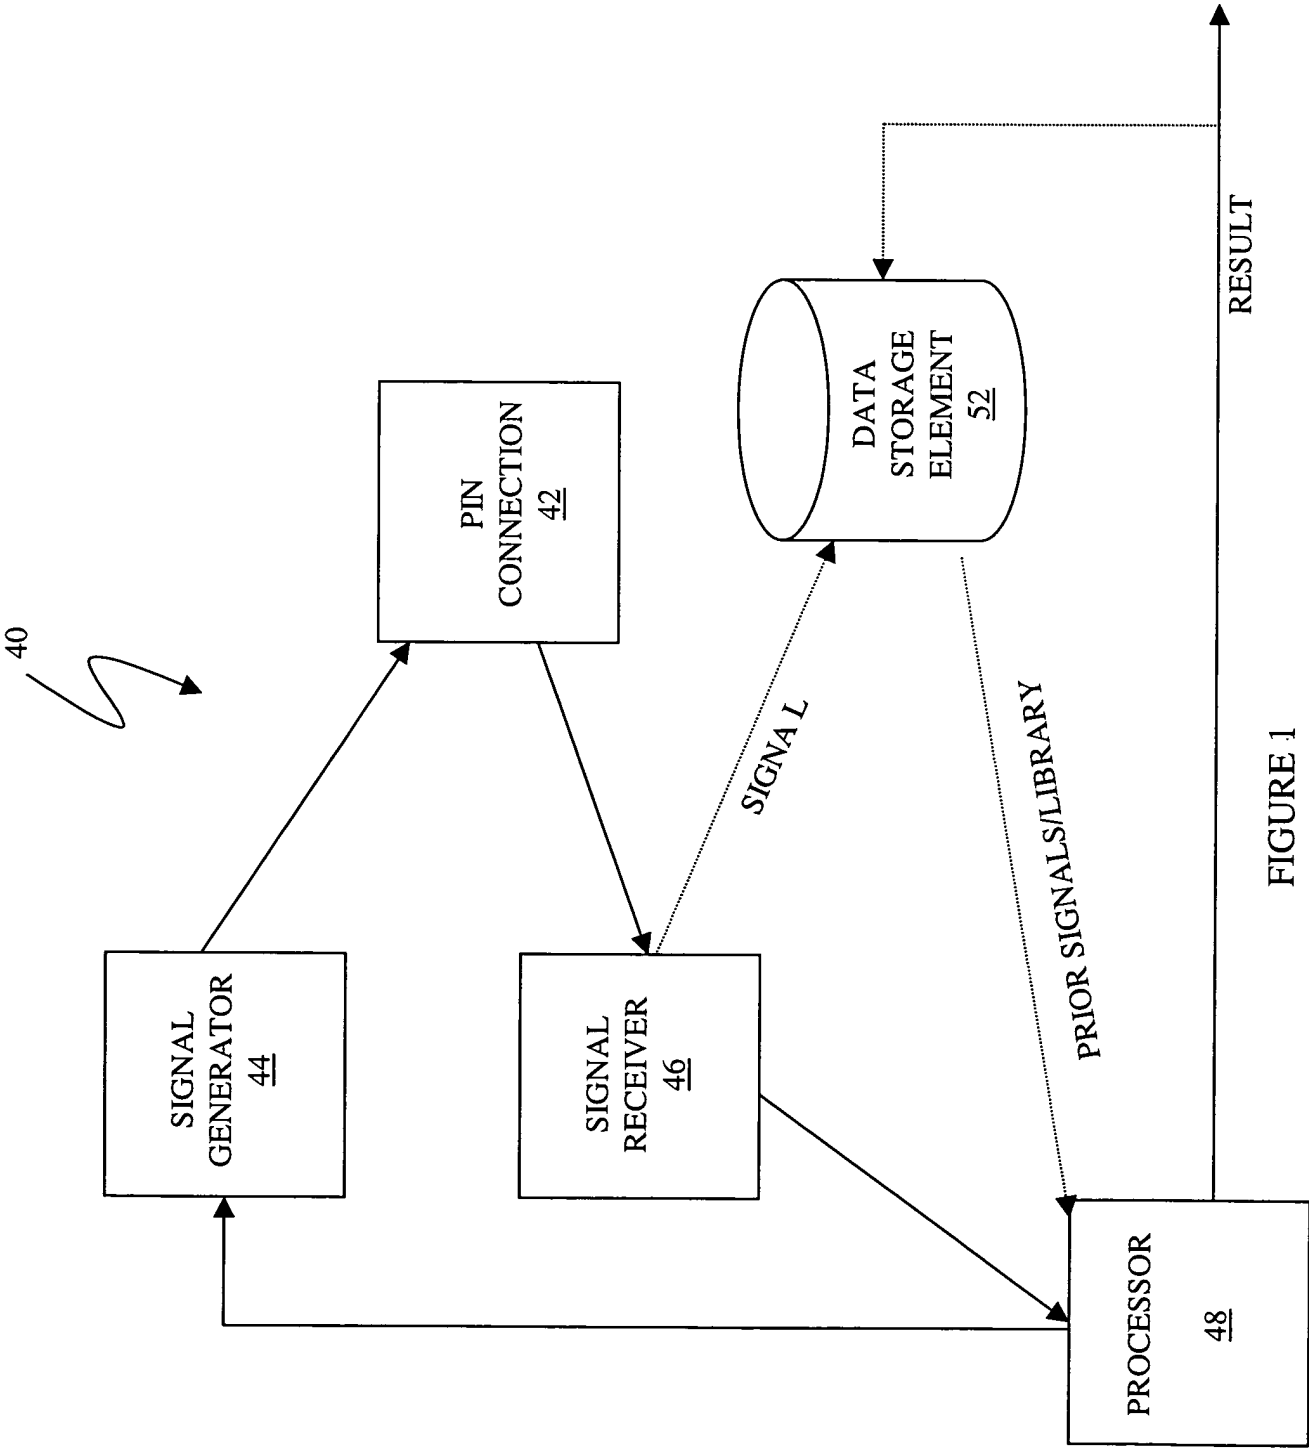 40
SIGNAL
GENERATOR
44
PIN
CONNECTION
42
SIGNAL
RECEIVER
46
SIGNA L
DATA
STORAGE
ELEMENT
52
PRIOR SIGNALS/LIBRARY
PROCESSOR
48
RESULT
FIGURE 1